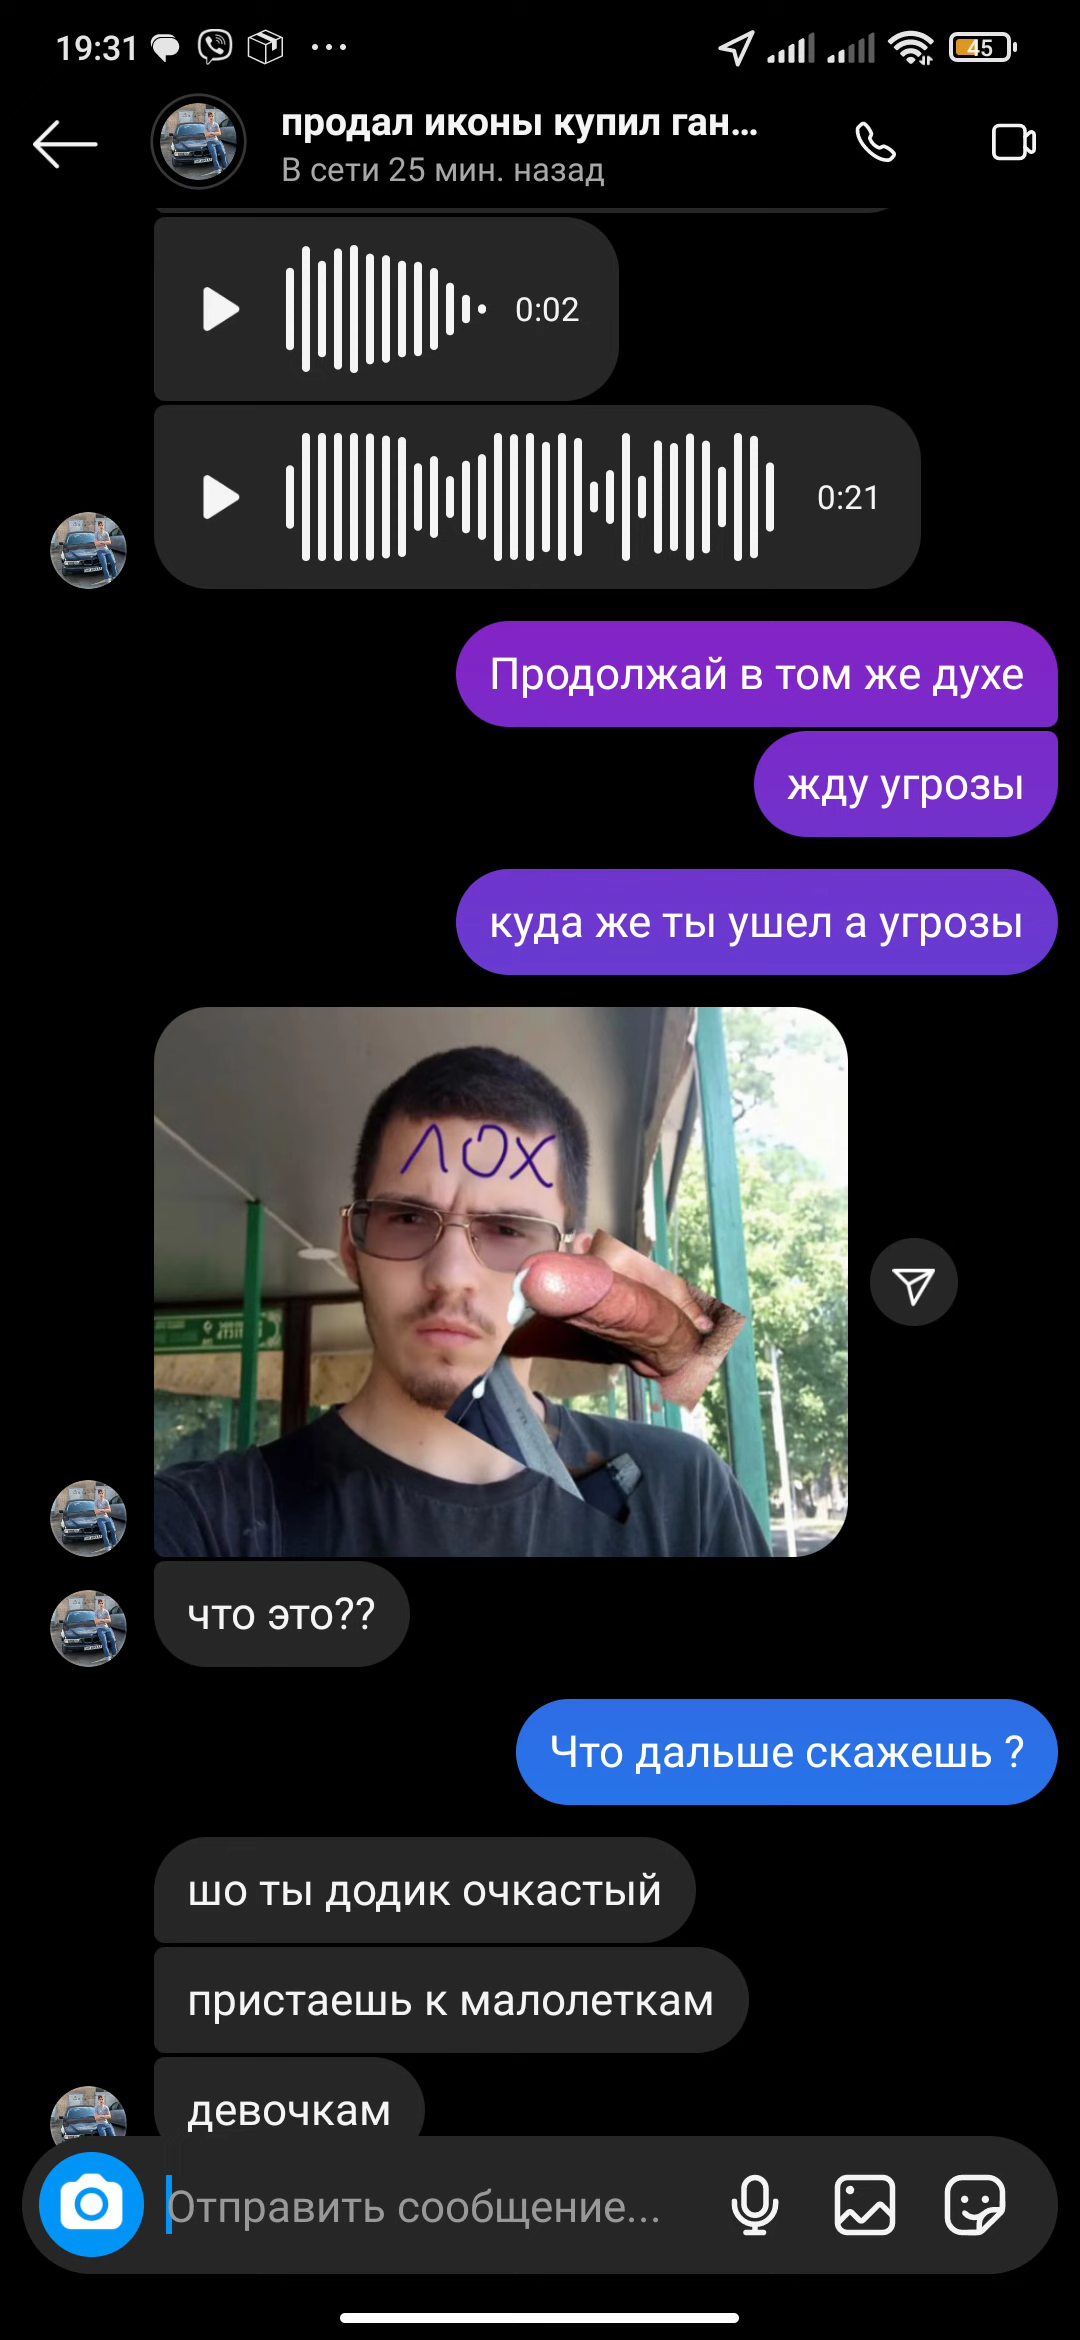 19:31
45
продал иконы купил ган...
В сети 25 мин. назад
0:02
0:21
Продолжай в том же духе
жду угрозы
куда же ты ушел а угрозы
ЛОХ
что это??
Что дальше скажешь ?
шо ты додик очкастый
пристаешь к малолеткам
девочкам
Отправить сообщение...